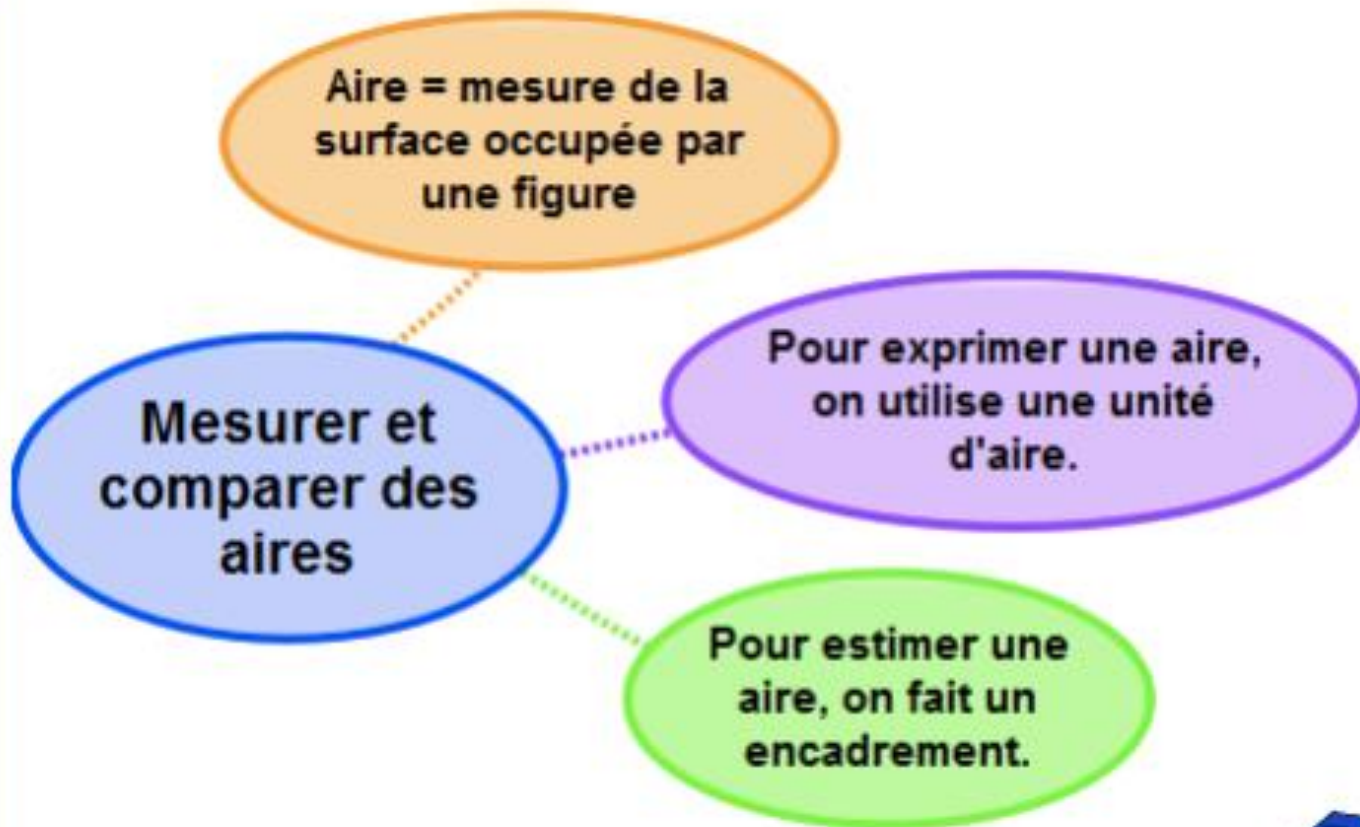 Aire = mesure de la
surface occupée par
une figure
Mesurer et
comparer des
aires
Pour exprimer une aire,
on utilise une unité
d'aire.
Pour estimer une
aire, on fait un
encadrement.